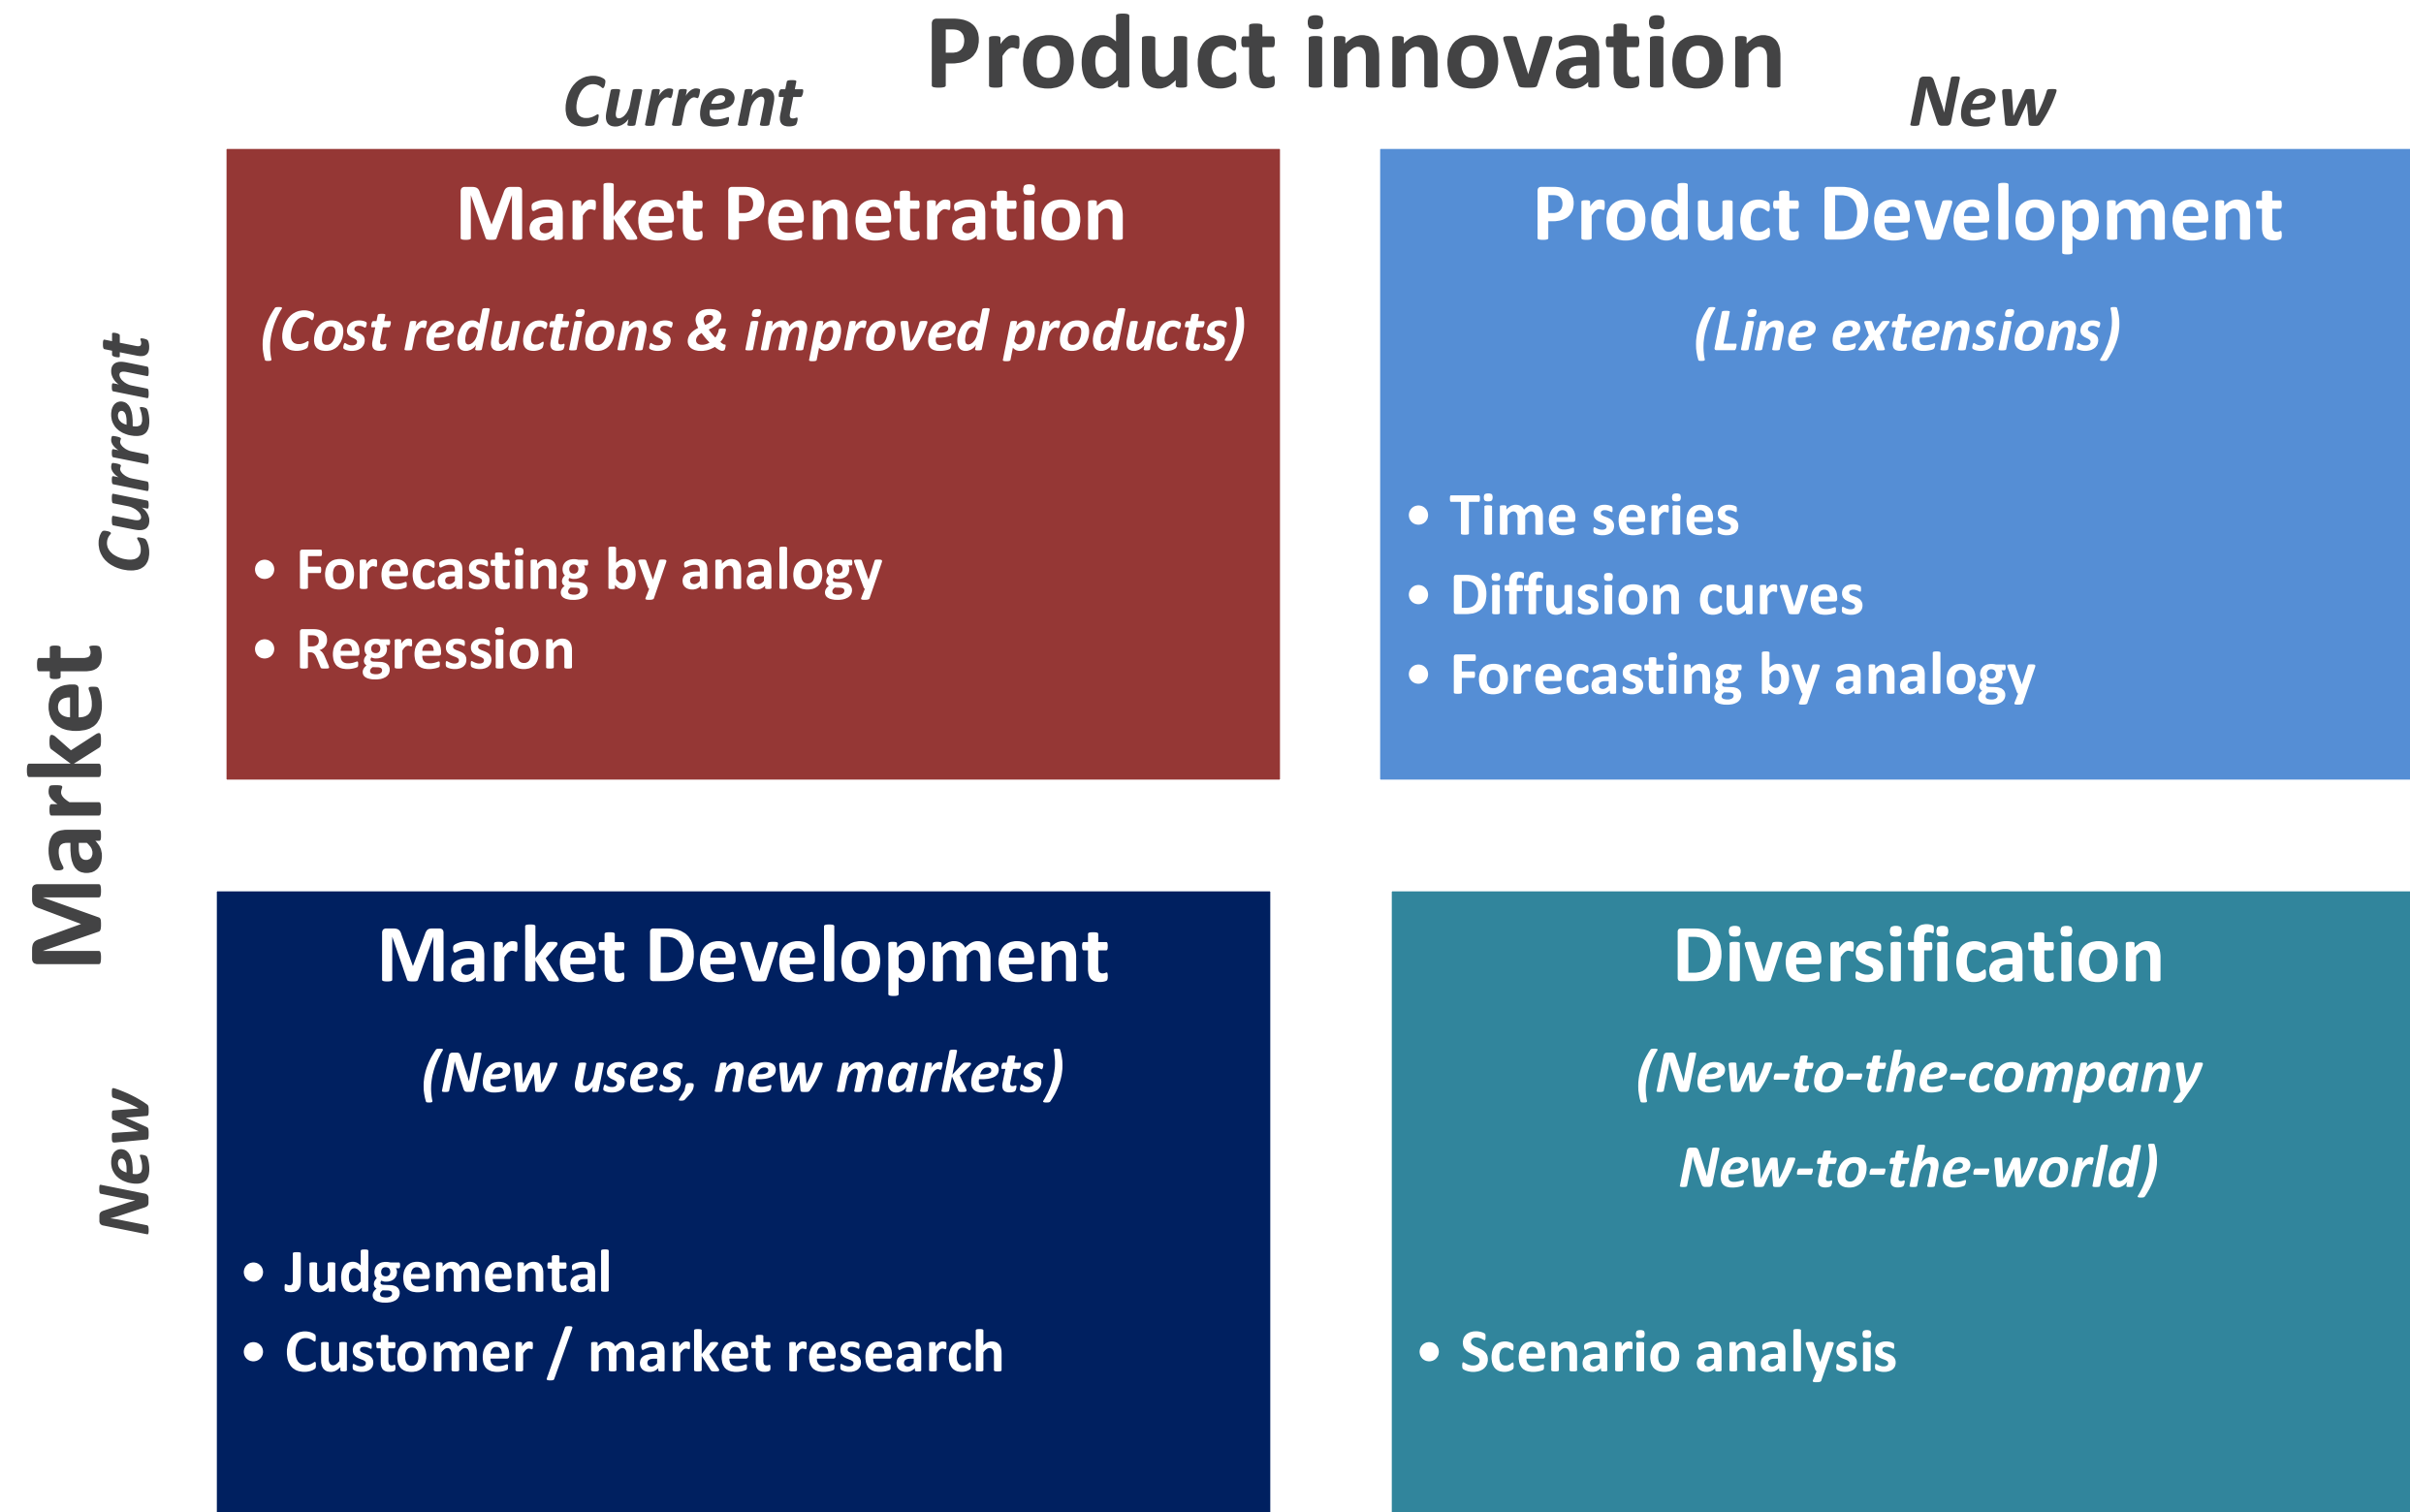 Product innovation
Current
New
Market
Current
Market Penetration
(Cost reductions & improved products)
• Forecasting by analogy
• Regression
Product Development
(Line extensions)
• Time series
• Diffusion curves
• Forecasting by analogy
New
Market Development
(New uses, new markets)
• Judgemental
• Customer / market research
Diversification
(New-to-the-company
New-to-the-world)
• Scenario analysis